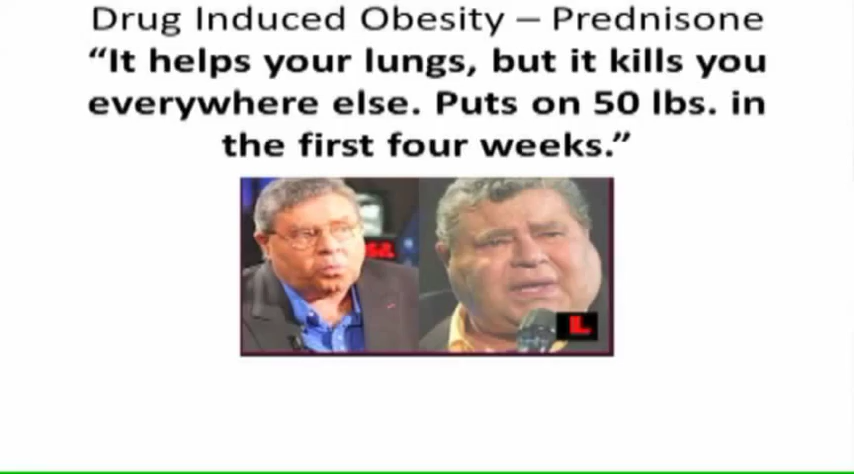 Drug Induced Obesity – Prednisone
“It helps your lungs, but it kills you
everywhere else. Puts on 50 lbs. in
the first four weeks.”
L